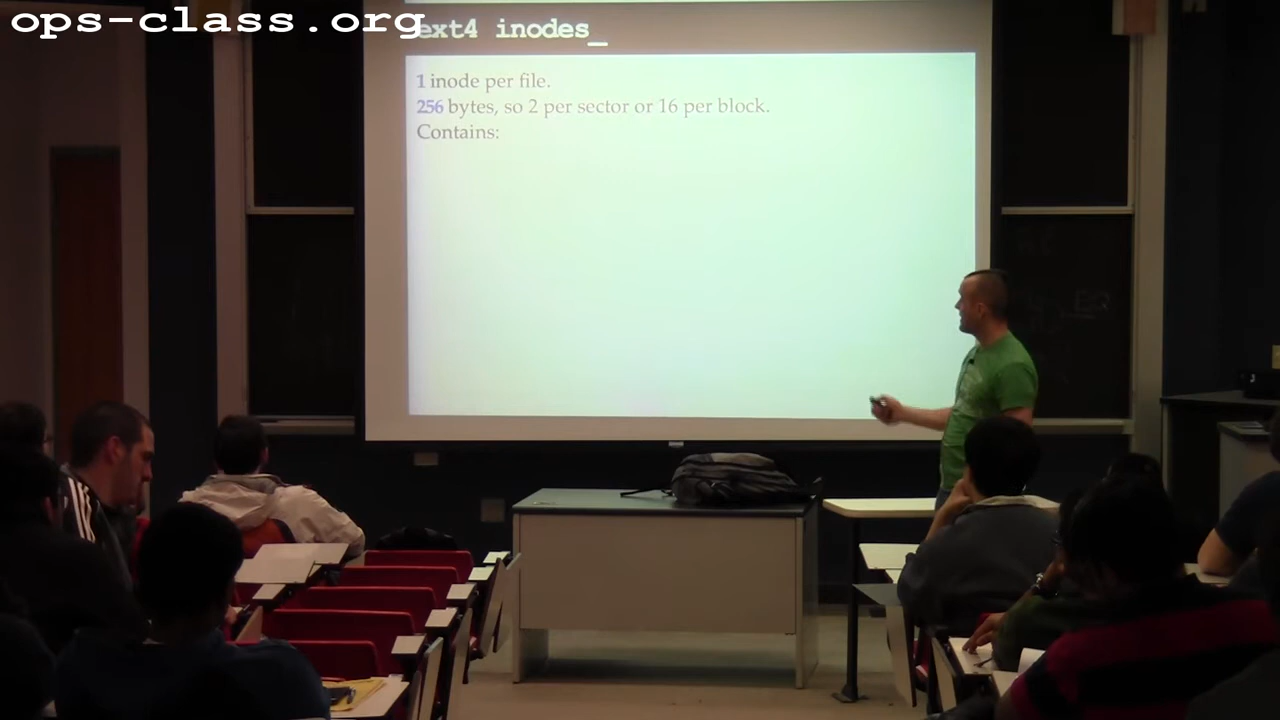 ops-class.org
ext4 inodes_
1 inode per file.
256 bytes, so 2 per sector or 16 per block.
Contains: